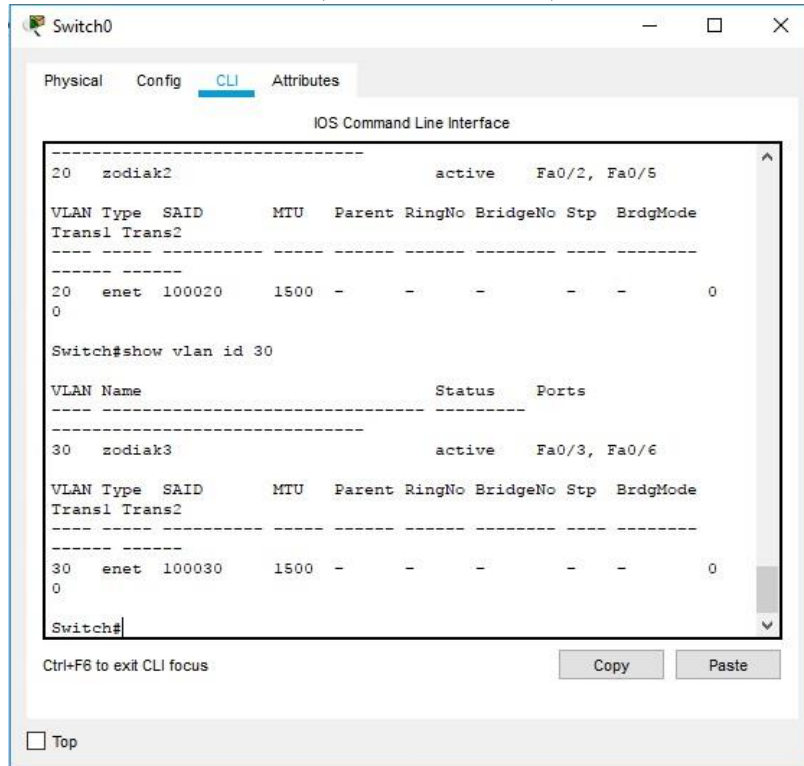 Switch0
Physical Config CLI Attributes
IOS Command Line Interface
--------------------------------
20 zodiak2 active Fa0/2, Fa0/5
VLAN Type SAID MTU Parent RingNo BridgeNo Stp BrdgMode
Trans1 Trans2
---- ----- ---------- ----- ------ ------ -------- ---- --------
------ ------
20 enet 100020 1500 - - - - - 0
0
Switch#show vlan id 30
VLAN Name Status Ports
---- -------------------------------- ---------
-------------------------------
30 zodiak3 active Fa0/3, Fa0/6
VLAN Type SAID MTU Parent RingNo BridgeNo Stp BrdgMode
Trans1 Trans2
---- ----- ---------- ----- ------ ------ -------- ---- --------
------ ------
30 enet 100030 1500 - - - - - 0
0
Switch#
Ctrl+F6 to exit CLI focus
Copy Paste
Top